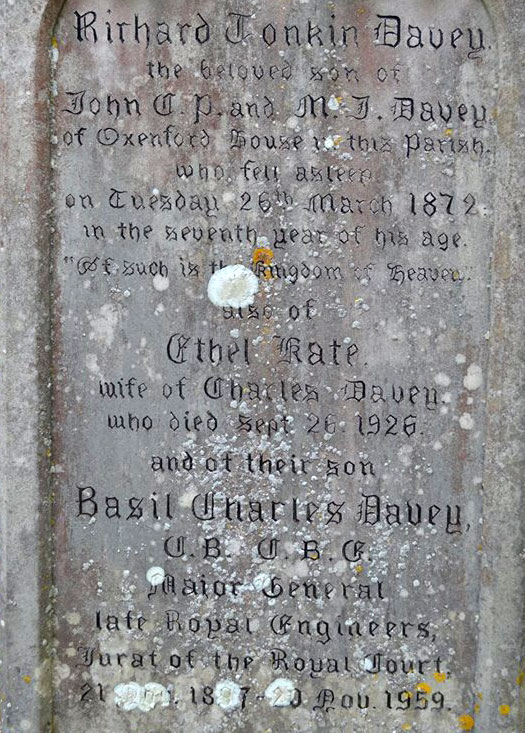 Richard Tonkin Davey.
the beloved son of
John C. P. and M. J. Davey.
of Oxenford House in this Parish.
who fell asleep
on Tuesday 26th March 1872.
in the seventh year of his age.
"Of such is the kingdom of Heaven."
also of
Ethel Kate.
wife of Charles Davey.
who died Sept. 26. 1926.
and of their son
Basil Charles Davey,
C.B. C.B.E.
Major General
late Royal Engineers,
Jurat of the Royal Court,
21 - 20 Nov. 1959.